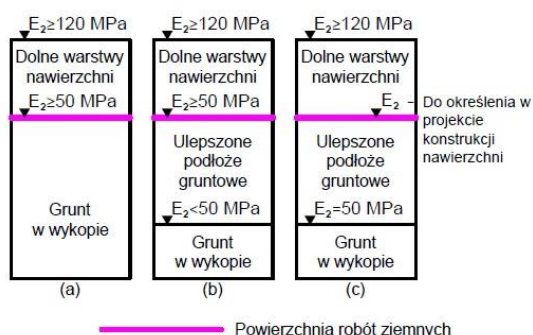 E₂≥120 MPa
Dolne warstwy
nawierzchni
E₂≥50 MPa
Grunt
w wykopie
(a)
E₂≥120 MPa
Dolne warstwy
nawierzchni
E₂≥50 MPa
Ulepszone
podłoże
gruntowe
E₂<50 MPa
Grunt
w wykopie
(b)
E₂≥120 MPa
Dolne warstwy
nawierzchni
E₂ - Do określenia w
projekcie
konstrukcji
nawierzchni
Ulepszone
podłoże
gruntowe
E₂=50 MPa
Grunt
w wykopie
(c)
Powierzchnia robót ziemnych